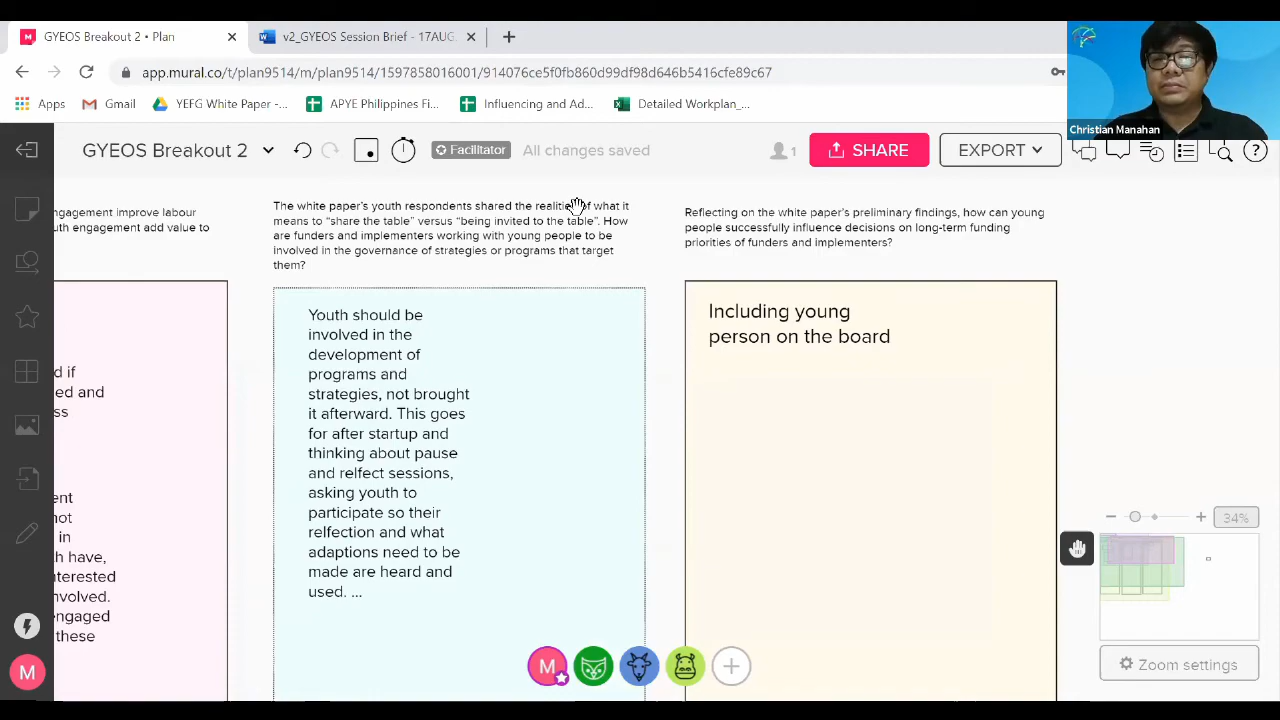 GYEOS Breakout 2 • Plan
v2_GYEOS Session Brief - 17AUG
app.mural.co/t/plan9514/m/plan9514/1597858016001/914076ce5f0fb860d99df98d646b5416cfe89c67
Apps
Gmail
YEFG White Paper -...
APYE Philippines Fi...
Influencing and Ad...
Detailed Workplan_...
Christian Manahan
GYEOS Breakout 2
Facilitator
All changes saved
1
SHARE
EXPORT
?
ngagement improve labour
uth engagement add value to
The white paper's youth respondents shared the realities of what it
means to “share the table” versus “being invited to the table”. How
are funders and implementers working with young people to be
involved in the governance of strategies or programs that target
them?
Reflecting on the white paper's preliminary findings, how can young
people successfully influence decisions on long-term funding
priorities of funders and implementers?
d if
ed and
ss
ent
not
in
h have,
nterested
nvolved.
engaged
these
Youth should be
involved in the
development of
programs and
strategies, not brought
it afterward. This goes
for after startup and
thinking about pause
and relfect sessions,
asking youth to
participate so their
relfection and what
adaptions need to be
made are heard and
used. ...
Including young
person on the board
34%
Zoom settings
M
M